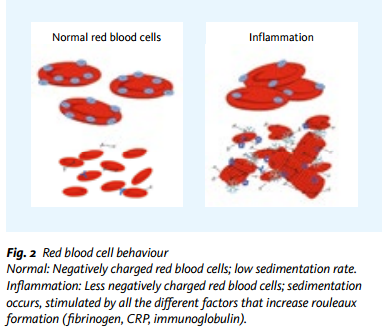 Normal red blood cells
Inflammation
Fig. 2 Red blood cell behaviour
Normal: Negatively charged red blood cells; low sedimentation rate.
Inflammation: Less negatively charged red blood cells; sedimentation
occurs, stimulated by all the different factors that increase rouleaux
formation (fibrinogen, CRP, immunoglobulin).